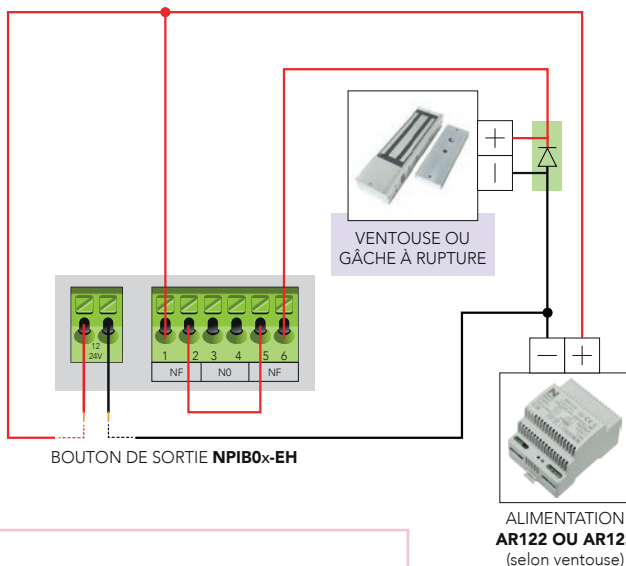 +
−
VENTOUSE OU
GÂCHE À RUPTURE
12
24V
1 2 3 4 5 6
NF N0 NF
− +
BOUTON DE SORTIE NPIB0x-EH
ALIMENTATION
AR122 OU
(selon ventouse)